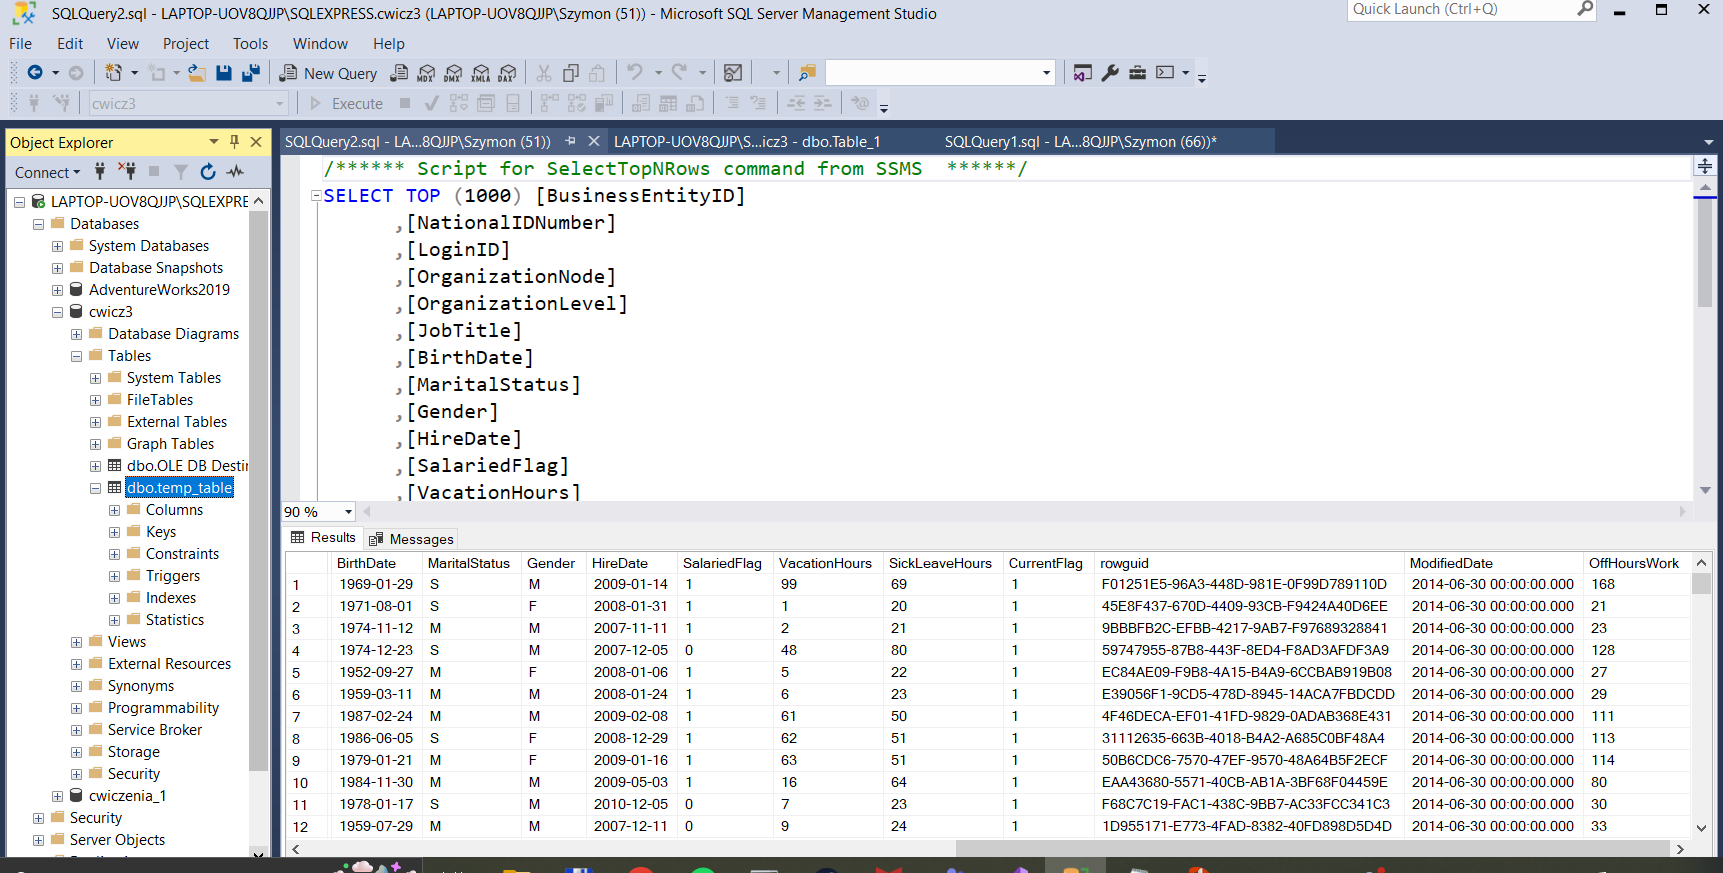 SQLQuery2.sql - LAPTOP-UOV8QJJP\SQLEXPRESS.cwicz3 (LAPTOP-UOV8QJJP\Szymon (51)) - Microsoft SQL Server Management Studio
Quick Launch (Ctrl+Q)
File Edit View Project Tools Window Help
New Query MDX DMX XMLA DAX
cwicz3 Execute
Object Explorer
Connect
LAPTOP-UOV8QJJP\SQLEXPRE
Databases
System Databases
Database Snapshots
AdventureWorks2019
cwicz3
Database Diagrams
Tables
System Tables
FileTables
External Tables
Graph Tables
dbo.OLE DB Destin
dbo.temp_table
Columns
Keys
Constraints
Triggers
Indexes
Statistics
Views
External Resources
Synonyms
Programmability
Service Broker
Storage
Security
cwiczenia_1
Security
Server Objects
SQLQuery2.sql - LA...8QJJP\Szymon (51)) LAPTOP-UOV8QJJP\S...icz3 - dbo.Table_1 SQLQuery1.sql - LA...8QJJP\Szymon (66))*
/****** Script for SelectTopNRows command from SSMS ******/
SELECT TOP (1000) [BusinessEntityID]
,[NationalIDNumber]
,[LoginID]
,[OrganizationNode]
,[OrganizationLevel]
,[JobTitle]
,[BirthDate]
,[MaritalStatus]
,[Gender]
,[HireDate]
,[SalariedFlag]
,[VacationHours]
90 %
Results Messages
BirthDate MaritalStatus Gender HireDate SalariedFlag VacationHours SickLeaveHours CurrentFlag rowguid ModifiedDate OffHoursWork
1 1969-01-29 S M 2009-01-14 1 99 69 1 F01251E5-96A3-448D-981E-0F99D789110D 2014-06-30 00:00:00.000 168
2 1971-08-01 S F 2008-01-31 1 1 20 1 45E8F437-670D-4409-93CB-F9424A40D6EE 2014-06-30 00:00:00.000 21
3 1974-11-12 M M 2007-11-11 1 2 21 1 9BBBFB2C-EFBB-4217-9AB7-F97689328841 2014-06-30 00:00:00.000 23
4 1974-12-23 S M 2007-12-05 0 48 80 1 59747955-87B8-443F-8ED4-F8AD3AFDF3A9 2014-06-30 00:00:00.000 128
5 1952-09-27 M F 2008-01-06 1 5 22 1 EC84AE09-F9B8-4A15-B4A9-6CCBAB919B08 2014-06-30 00:00:00.000 27
6 1959-03-11 M M 2008-01-24 1 6 23 1 E39056F1-9CD5-478D-8945-14ACA7FBDCDD 2014-06-30 00:00:00.000 29
7 1987-02-24 M M 2009-02-08 1 61 50 1 4F46DECA-EF01-41FD-9829-0ADAB368E431 2014-06-30 00:00:00.000 111
8 1986-06-05 S M 2008-12-29 1 62 51 1 31112635-663B-4018-B4A2-A685C0BF48A4 2014-06-30 00:00:00.000 113
9 1979-01-21 M F 2009-01-16 1 63 51 1 50B6CDC6-7570-47EF-9570-48A64B5F2ECF 2014-06-30 00:00:00.000 114
10 1984-11-30 M M 2009-05-03 1 16 64 1 EAA43680-5571-40CB-AB1A-3BF68F04459E 2014-06-30 00:00:00.000 80
11 1978-01-17 S M 2010-12-05 0 7 23 1 F68C7C19-FAC1-438C-9BB7-AC33FCC341C3 2014-06-30 00:00:00.000 30
12 1959-07-29 M M 2007-12-11 0 9 24 1 1D955171-E773-4FAD-8382-40FD898D5D4D 2014-06-30 00:00:00.000 33